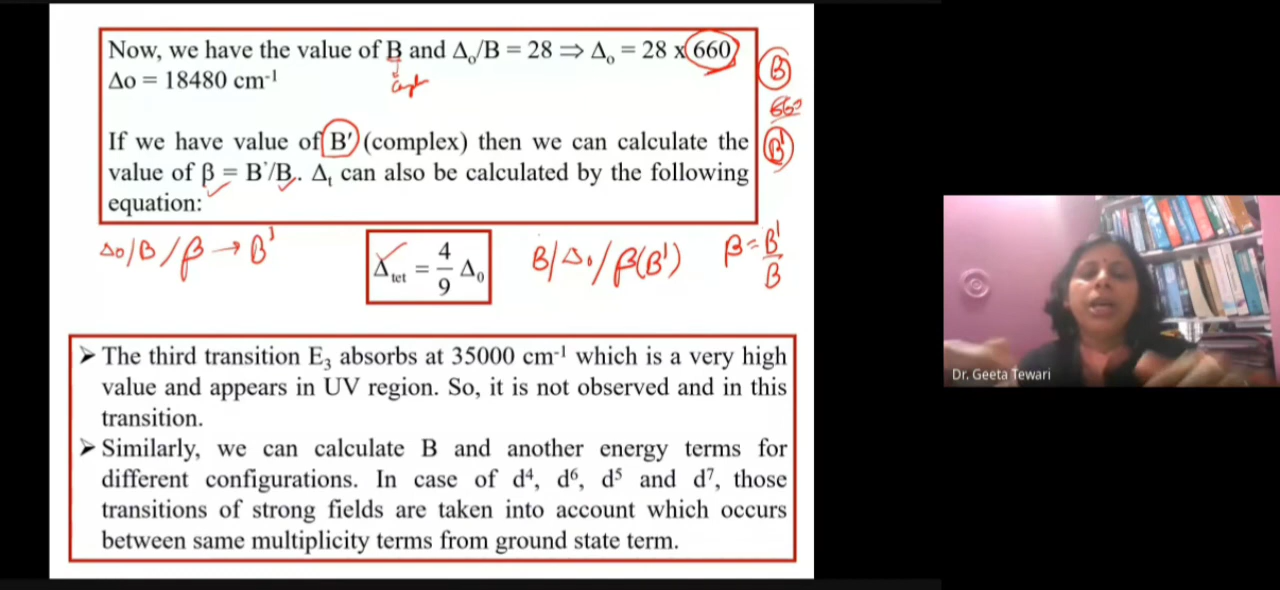 Now, we have the value of B and Δₒ/B = 28 ⇒ Δₒ = 28 x 660
Δo = 18480 cm⁻¹
B
660
If we have value of B′ (complex) then we can calculate the
B'
value of β = B'/B. Δₜ can also be calculated by the following
equation:
Δo/B/β → B'
Δ_tet = 4/9 Δ₀
B/Δo/β(B')
β = B'/B
➢ The third transition E₃ absorbs at 35000 cm⁻¹ which is a very high
value and appears in UV region. So, it is not observed and in this
transition.
➢ Similarly, we can calculate B and another energy terms for
different configurations. In case of d⁴, d⁶, d⁵ and d⁷, those
transitions of strong fields are taken into account which occurs
between same multiplicity terms from ground state term.
Dr. Geeta Tewari